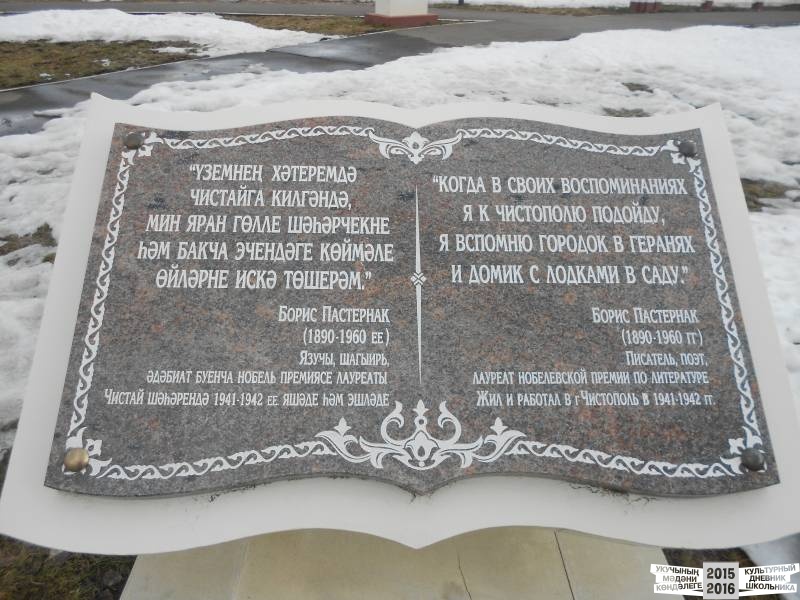 “ҮЗЕМНЕҢ ХӘТЕРЕМДӘ
ЧИСТАЙГА КИЛГӘНДӘ,
МИН ЯРАН ГӨЛЛЕ ШӘҺӘРЧЕКНЕ
ҺӘМ БАКЧА ЭЧЕНДӘГЕ КӨЙМӘЛЕ
ӨЙЛӘРНЕ ИСКӘ ТӨШЕРӘМ.”
БОРИС ПАСТЕРНАК
(1890-1960 ЕЕ)
ЯЗУЧЫ, ШАГЫИРЬ,
ӘДӘБИАТ БУЕНЧА НОБЕЛЬ ПРЕМИЯСЕ ЛАУРЕАТЫ
ЧИСТАЙ ШӘҺӘРЕНДӘ 1941-1942 ЕЕ. ЯШӘДЕ ҺӘМ ЭШЛӘДЕ
“КОГДА В СВОИХ ВОСПОМИНАНИЯХ
Я К ЧИСТОПОЛЮ ПОДОЙДУ,
Я ВСПОМНЮ ГОРОДОК В ГЕРАНЯХ
И ДОМИК С ЛОДКАМИ В САДУ.”
БОРИС ПАСТЕРНАК
(1890-1960 ГГ)
ПИСАТЕЛЬ, ПОЭТ,
ЛАУРЕАТ НОБЕЛЕВСКОЙ ПРЕМИИ ПО ЛИТЕРАТУРЕ
ЖИЛ И РАБОТАЛ В Г ЧИСТОПОЛЬ В 1941-1942 ГГ.
УКУЧЫНЫҢ
МӘДӘНИ
КӨНДӘЛЕГЕ
2015
2016
КУЛЬТУРНЫЙ
ДНЕВНИК
ШКОЛЬНИКА